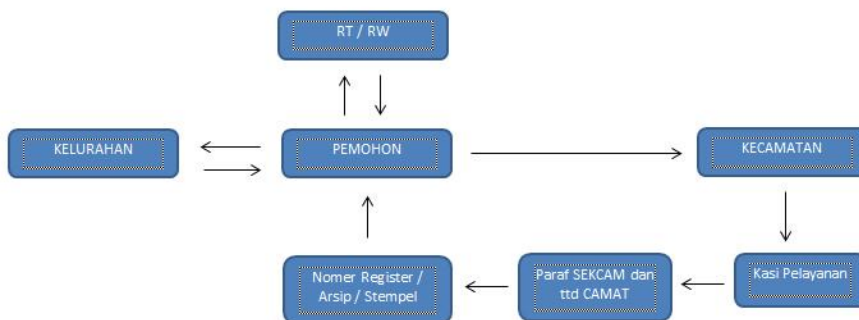 RT / RW
KELURAHAN
PEMOHON
KECAMATAN
Nomer Register /
Arsip / Stempel
Paraf SEKCAM dan
ttd CAMAT
Kasi Pelayanan